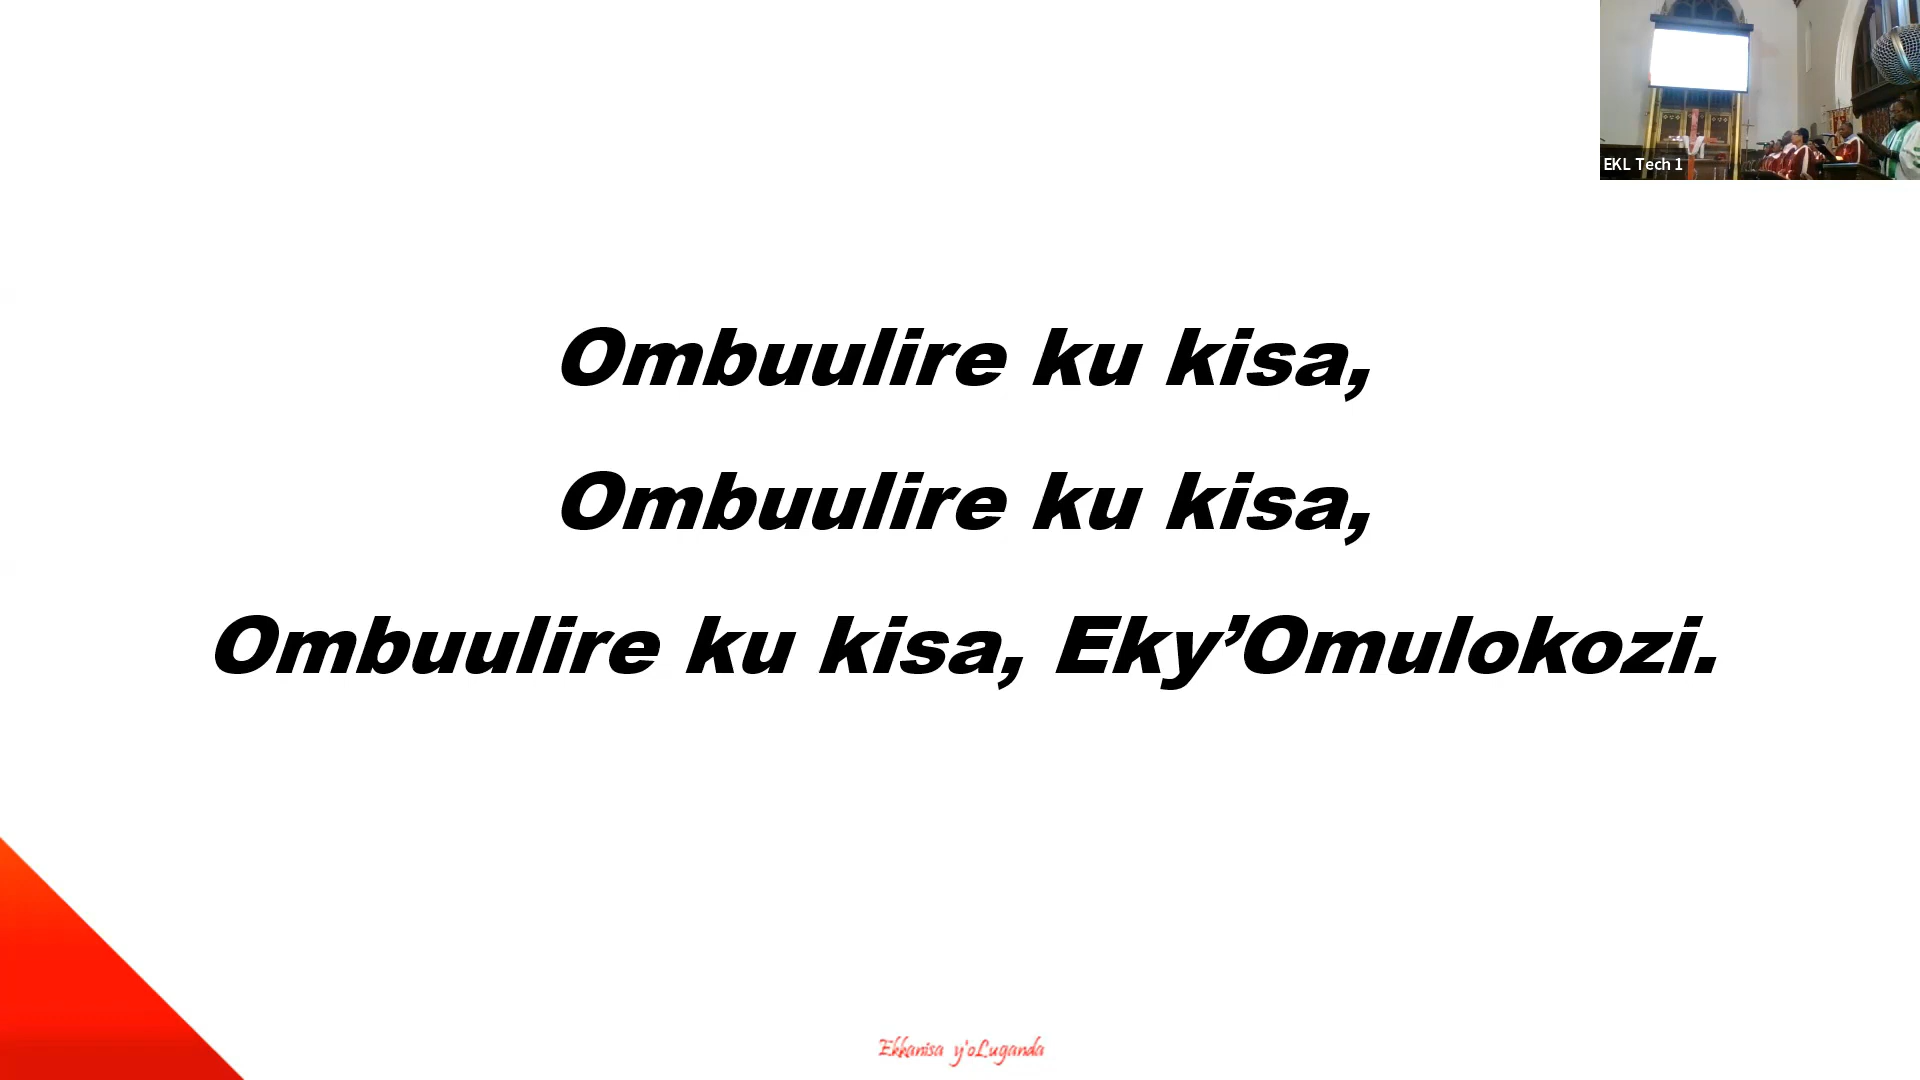 EKL Tech 1
Ombuulire ku kisa,
Ombuulire ku kisa,
Ombuulire ku kisa, Eky’Omulokozi.
Ekkanisa y'oLuganda